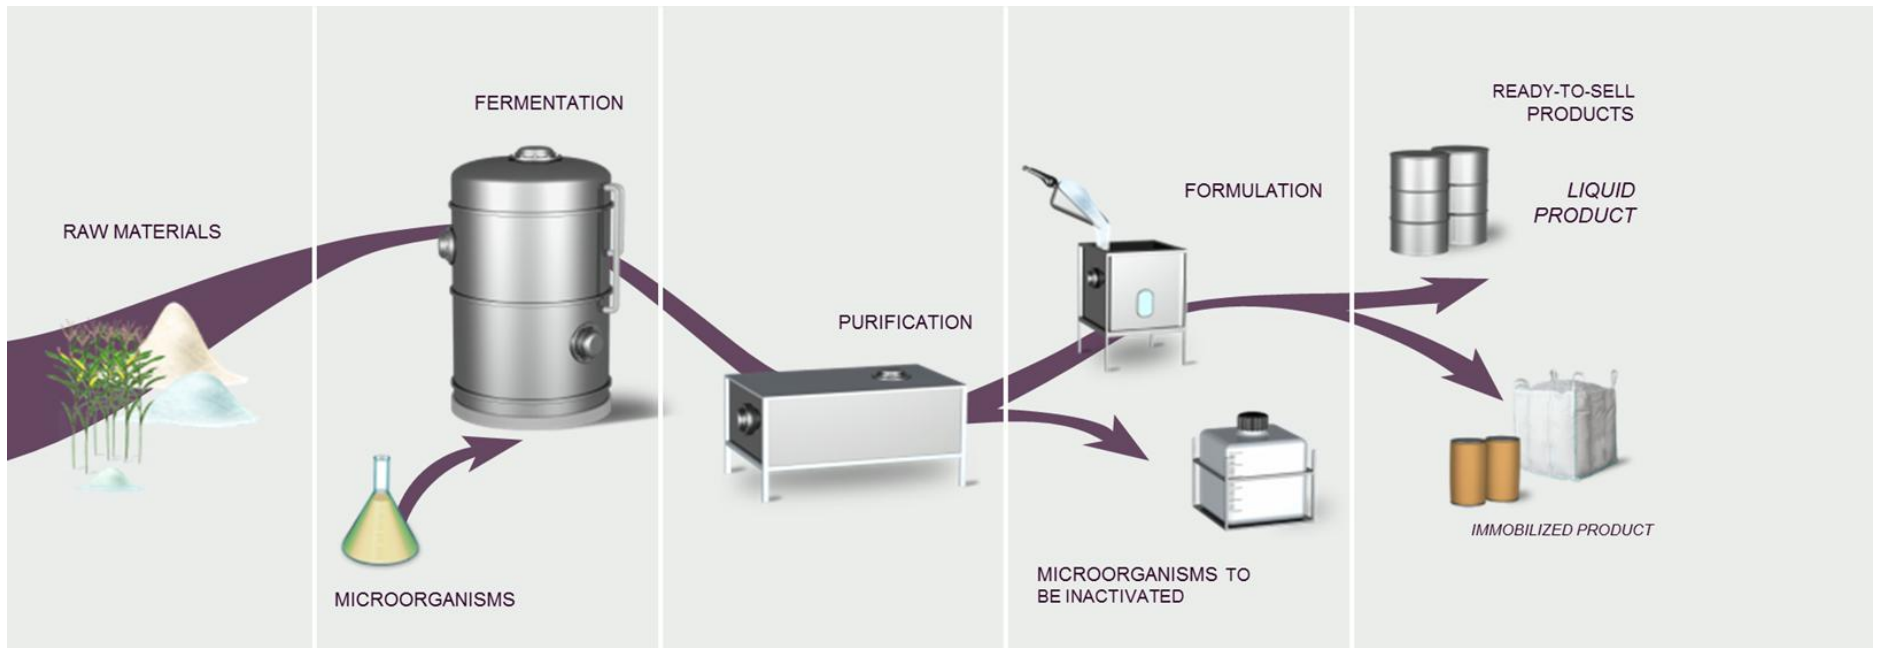 RAW MATERIALS
FERMENTATION
MICROORGANISMS
PURIFICATION
FORMULATION
MICROORGANISMS TO
BE INACTIVATED
READY-TO-SELL
PRODUCTS
LIQUID
PRODUCT
IMMOBILIZED PRODUCT